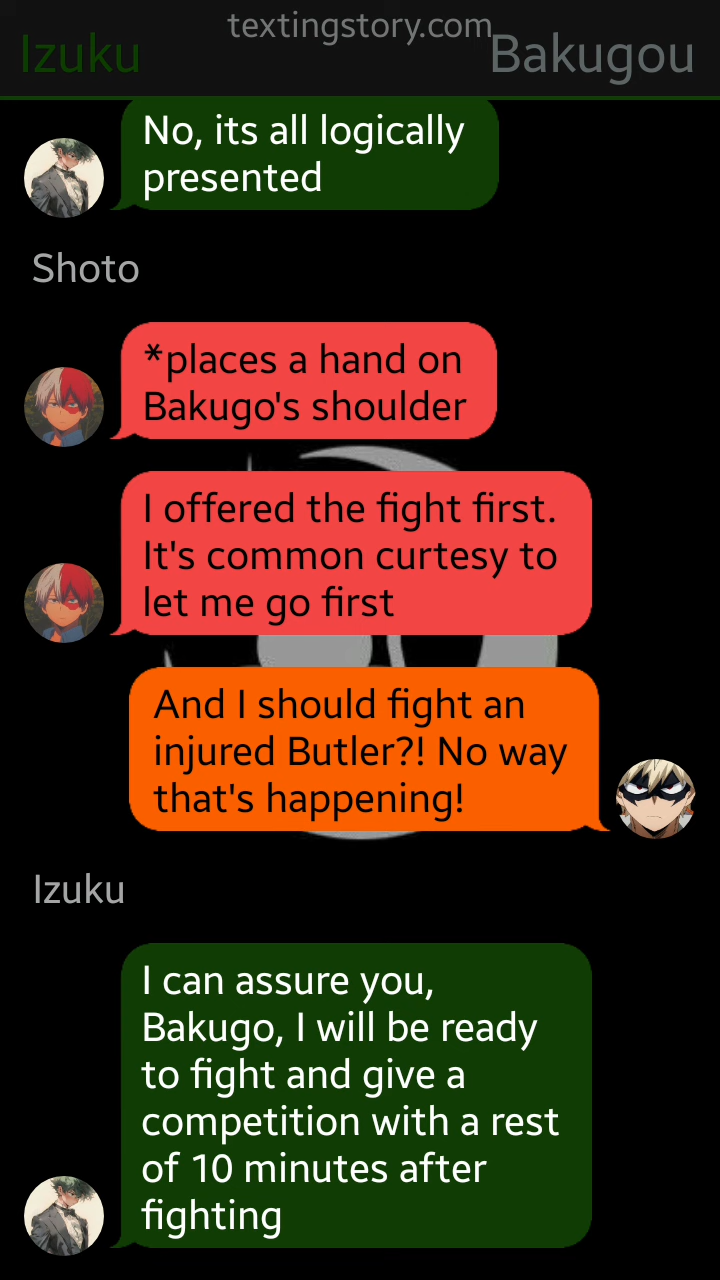 textingstory.com
Izuku
Bakugou
No, its all logically
presented
Shoto
*places a hand on
Bakugo's shoulder
I offered the fight first.
It's common curtesy to
let me go first
And I should fight an
injured Butler?! No way
that's happening!
Izuku
I can assure you,
Bakugo, I will be ready
to fight and give a
competition with a rest
of 10 minutes after
fighting